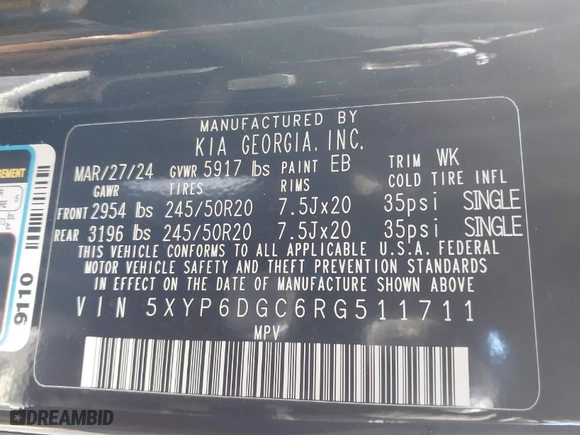 MANUFACTURED BY
KIA GEORGIA, INC.
MAR/27/24 GVWR 5917 lbs PAINT EB TRIM WK
GAWR TIRES RIMS COLD TIRE INFL
FRONT 2954 lbs 245/50R20 7.5Jx20 35psi SINGLE
REAR 3196 lbs 245/50R20 7.5Jx20 35psi SINGLE
THIS VEHICLE CONFORMS TO ALL APPLICABLE U.S.A. FEDERAL
MOTOR VEHICLE SAFETY AND THEFT PREVENTION STANDARDS
IN EFFECT ON THE DATE OF MANUFACTURE SHOWN ABOVE
VIN 5XYP6DGC6RG511711
MPV
9110
DREAMBID